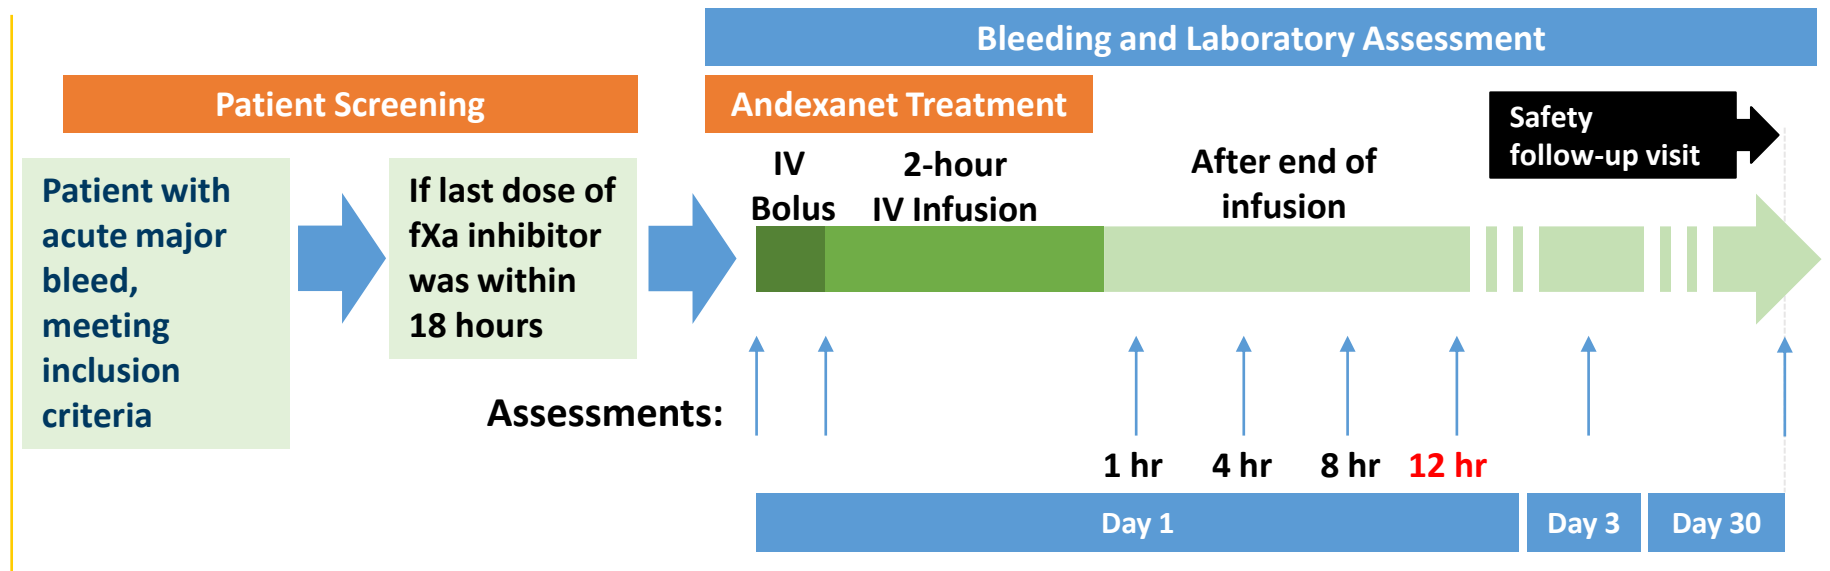 Bleeding and Laboratory Assessment
Patient Screening
Andexanet Treatment
Safety
follow-up visit
Patient with
acute major
bleed,
meeting
inclusion
criteria
If last dose of
fXa inhibitor
was within
18 hours
IV
Bolus
2-hour
IV Infusion
After end of
infusion
Assessments:
1 hr
4 hr
8 hr
12 hr
Day 1
Day 3
Day 30